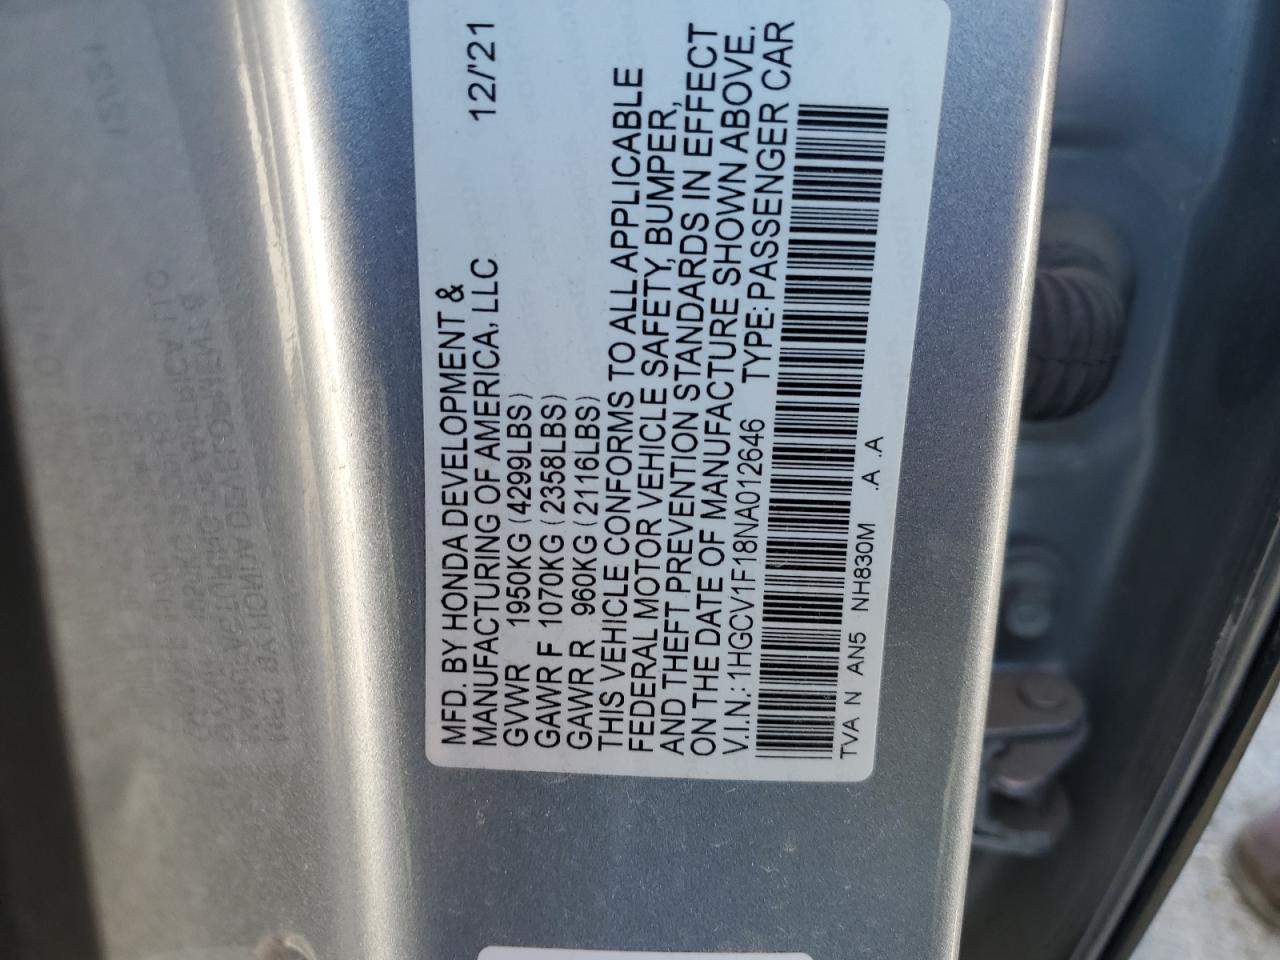 MFD. BY HONDA DEVELOPMENT &
MANUFACTURING OF AMERICA, LLC 12/'21
GVWR 1950KG (4299LBS)
GAWR F 1070KG (2358LBS)
GAWR R 960KG (2116LBS)
THIS VEHICLE CONFORMS TO ALL APPLICABLE
FEDERAL MOTOR VEHICLE SAFETY, BUMPER,
AND THEFT PREVENTION STANDARDS IN EFFECT
ON THE DATE OF MANUFACTURE SHOWN ABOVE.
V.I.N.: 1HGCV1F18NA012646 TYPE: PASSENGER CAR
TVA N AN5 NH830M .A .A